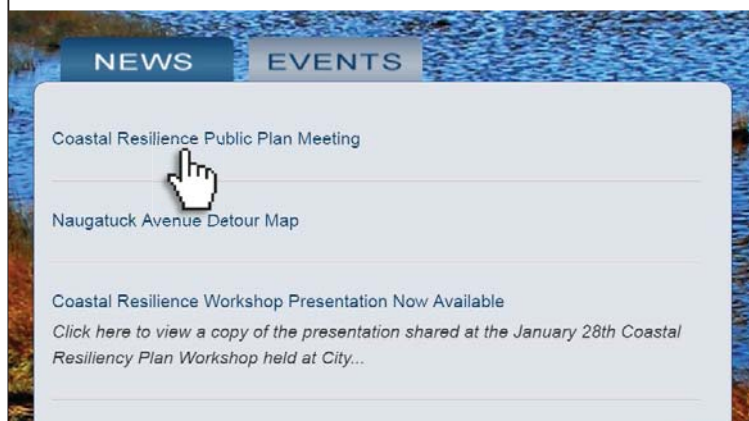 NEWS EVENTS
Coastal Resilience Public Plan Meeting
Naugatuck Avenue Detour Map
Coastal Resilience Workshop Presentation Now Available
Click here to view a copy of the presentation shared at the January 28th Coastal
Resiliency Plan Workshop held at City...